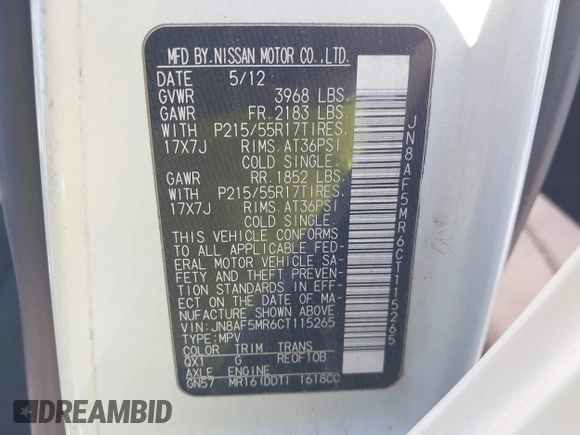 MFD BY.NISSAN MOTOR CO.,LTD.
DATE 5/12
GVWR 3968 LBS
GAWR FR. 2183 LBS
WITH P215/55R17TIRES,
17X7J RIMS, AT36PSI
COLD SINGLE.
GAWR RR. 1852 LBS
WITH P215/55R17TIRES,
17X7J RIMS, AT36PSI
COLD SINGLE.
THIS VEHICLE CONFORMS
TO ALL APPLICABLE FED-
ERAL MOTOR VEHICLE SA-
FETY AND THEFT PREVEN-
TION STANDARDS IN EFF-
ECT ON THE DATE OF MA-
NUFACTURE SHOWN ABOVE.
VIN:JN8AF5MR6CT115265
TYPE:MPV
COLOR TRIM TRANS
QX1 G RE0F10B
AXLE ENGINE
GN57 MR16(DDT) 1618CC
JN8AF5MR6CT115265
DREAMBID